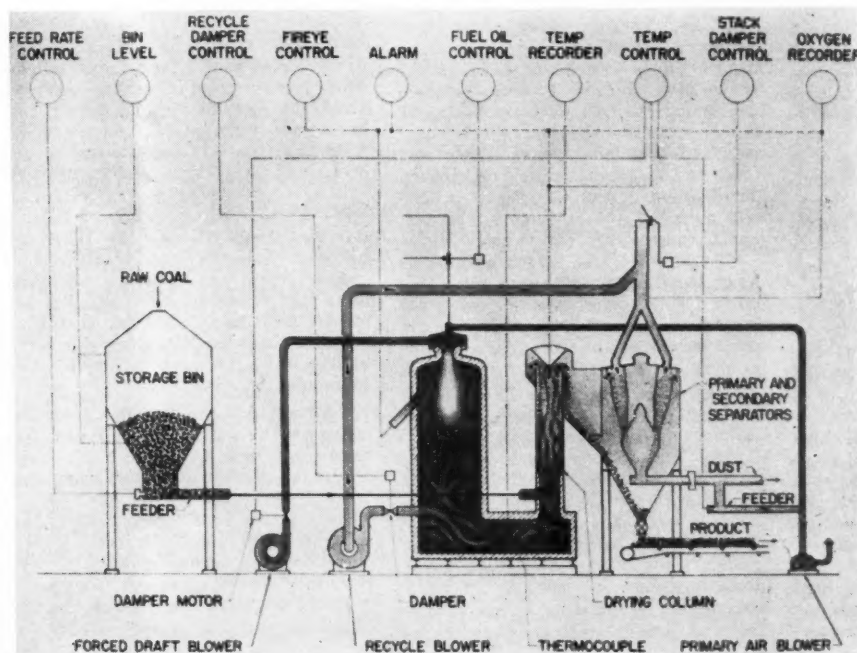 FEED RATE
CONTROL
BIN
LEVEL
RECYCLE
DAMPER
CONTROL
FIREYE
CONTROL
ALARM
FUEL OIL
CONTROL
TEMP
RECORDER
TEMP
CONTROL
STACK
DAMPER
CONTROL
OXYGEN
RECORDER
RAW COAL
STORAGE BIN
FEEDER
PRIMARY AND
SECONDARY
SEPARATORS
DUST
FEEDER
PRODUCT
DAMPER MOTOR
DAMPER
DRYING COLUMN
FORCED DRAFT BLOWER
RECYCLE BLOWER
THERMOCOUPLE
PRIMARY AIR BLOWER